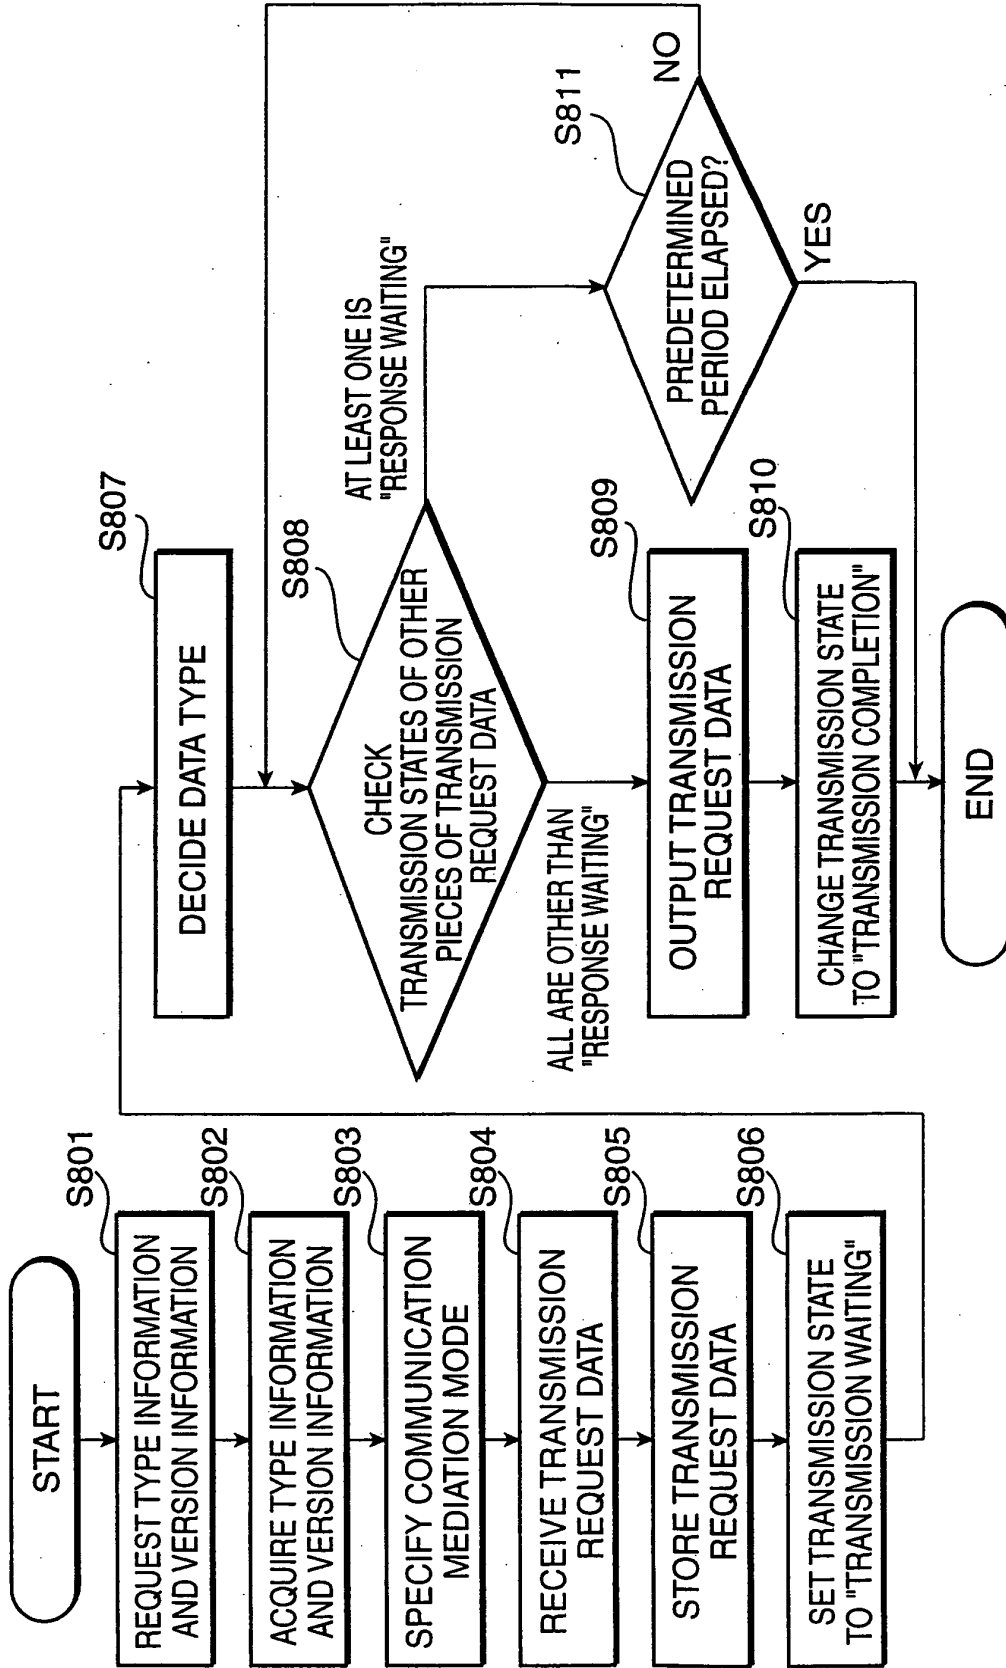 START
S801
REQUEST TYPE INFORMATION
AND VERSION INFORMATION
S802
ACQUIRE TYPE INFORMATION
AND VERSION INFORMATION
S803
SPECIFY COMMUNICATION
MEDIATION MODE
S804
RECEIVE TRANSMISSION
REQUEST DATA
S805
STORE TRANSMISSION
REQUEST DATA
S806
SET TRANSMISSION STATE
TO "TRANSMISSION WAITING"
S807
DECIDE DATA TYPE
S808
CHECK
TRANSMISSION STATES OF OTHER
PIECES OF TRANSMISSION
REQUEST DATA
AT LEAST ONE IS
"RESPONSE WAITING"
ALL ARE OTHER THAN
"RESPONSE WAITING"
S811
PREDETERMINED
PERIOD ELAPSED?
NO
YES
S809
OUTPUT TRANSMISSION
REQUEST DATA
S810
CHANGE TRANSMISSION STATE
TO "TRANSMISSION COMPLETION"
END